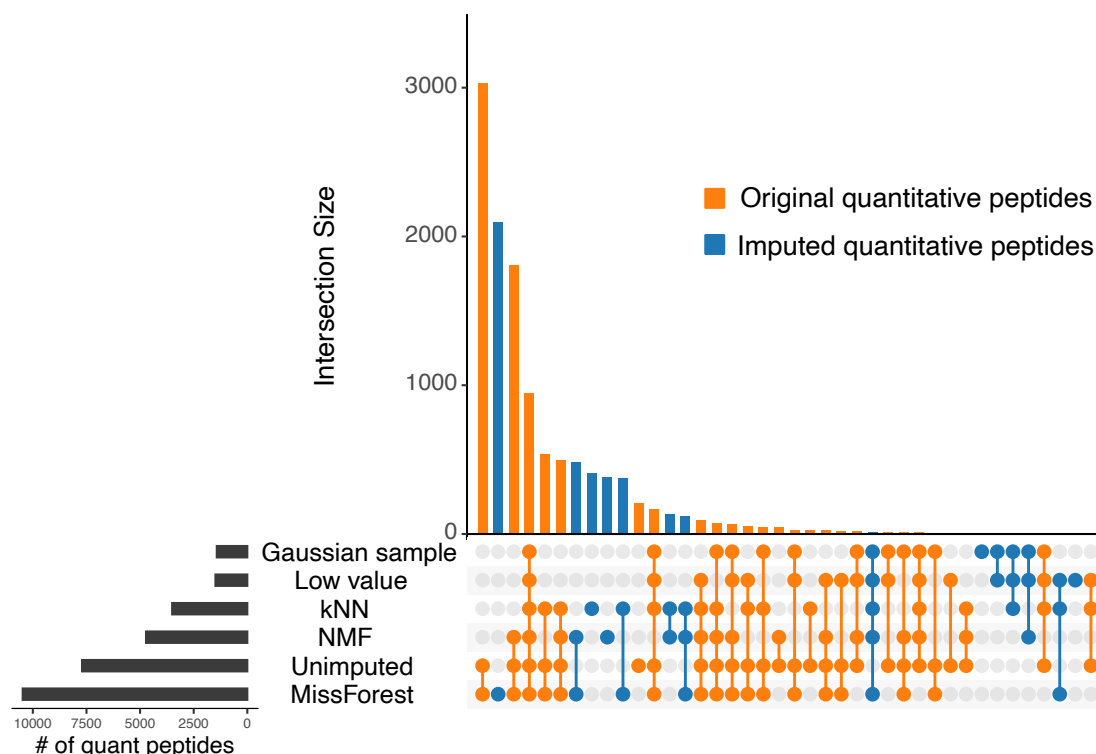 3000
2000
1000
0
Intersection Size
Original quantitative peptides
Imputed quantitative peptides
Gaussian sample
Low value
kNN
NMF
Unimputed
MissForest
10000 7500 5000 2500 0
# of quant peptides